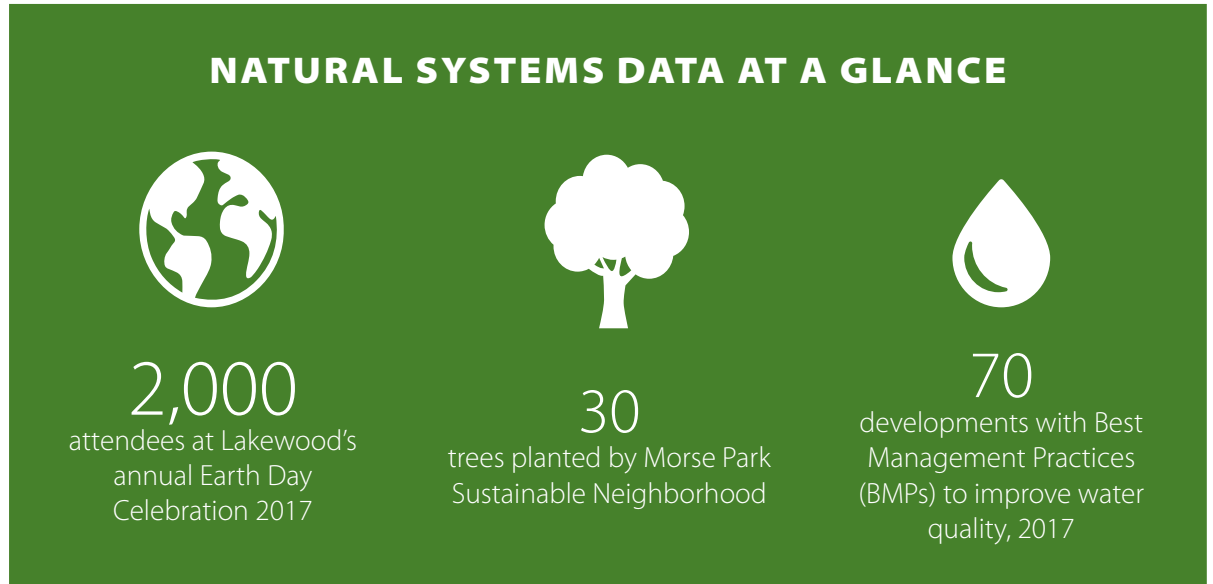 NATURAL SYSTEMS DATA AT A GLANCE
2,000
attendees at Lakewood’s
annual Earth Day
Celebration 2017
30
trees planted by Morse Park
Sustainable Neighborhood
70
developments with Best
Management Practices
(BMPs) to improve water
quality, 2017